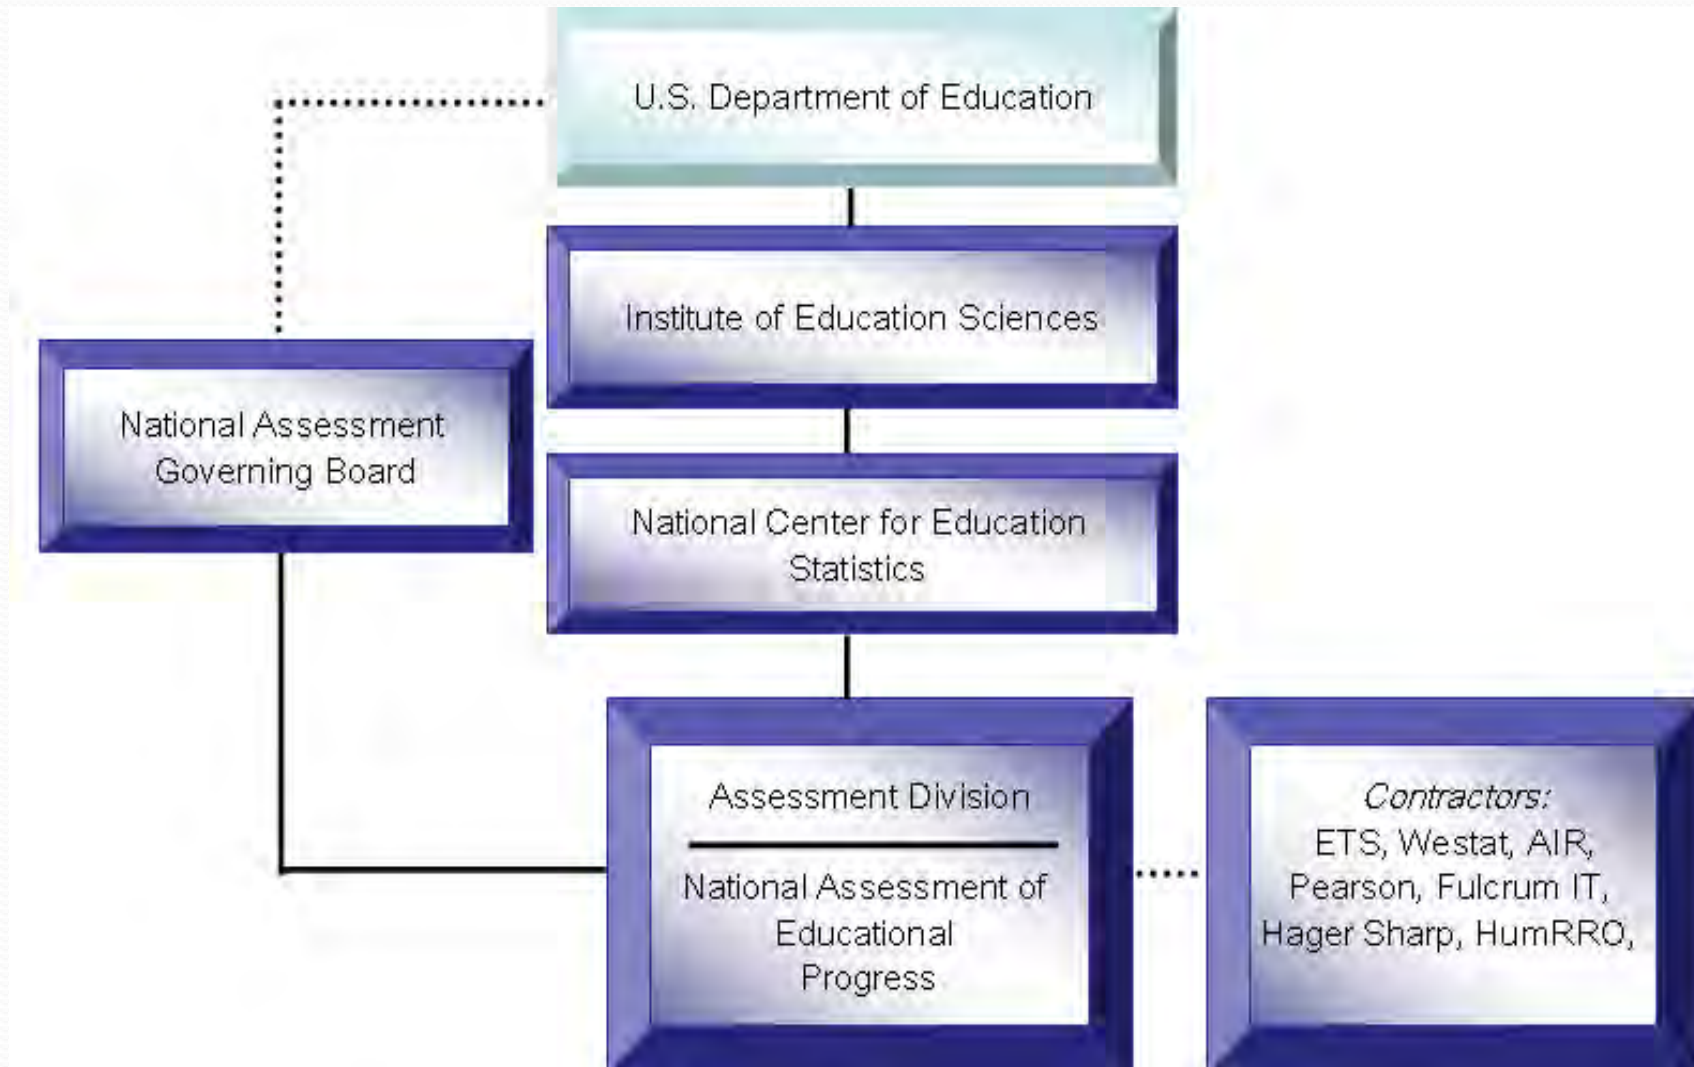 U.S. Department of Education
Institute of Education Sciences
National Assessment
Governing Board
National Center for Education
Statistics
Assessment Division
National Assessment of
Educational
Progress
Contractors:
ETS, Westat, AIR,
Pearson, Fulcrum IT,
Hager Sharp, HumRRO,